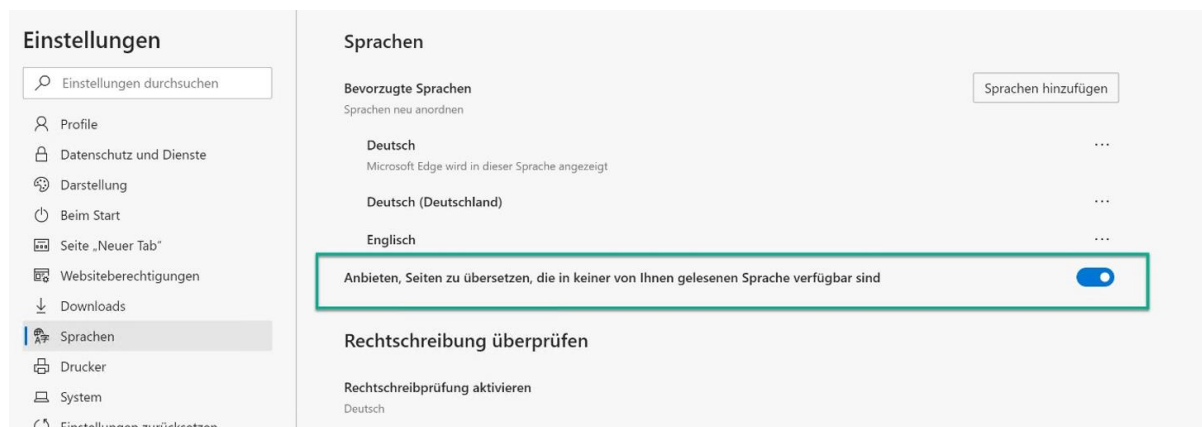 Einstellungen
Einstellungen durchsuchen
Profile
Datenschutz und Dienste
Darstellung
Beim Start
Seite „Neuer Tab“
Websiteberechtigungen
Downloads
Sprachen
Drucker
System
Einstellungen zurücksetzen
Sprachen
Bevorzugte Sprachen
Sprachen hinzufügen
Sprachen neu anordnen
Deutsch
Microsoft Edge wird in dieser Sprache angezeigt
Deutsch (Deutschland)
Englisch
Anbieten, Seiten zu übersetzen, die in keiner von Ihnen gelesenen Sprache verfügbar sind
Rechtschreibung überprüfen
Rechtschreibprüfung aktivieren
Deutsch